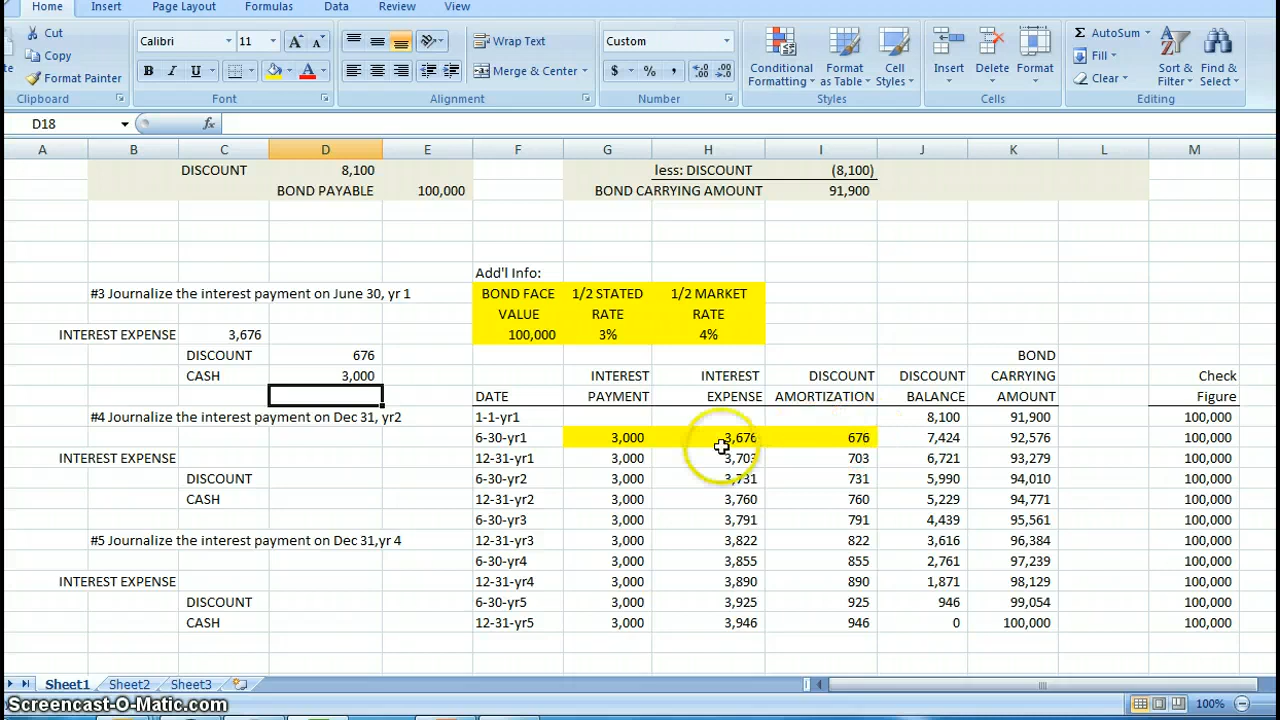 Home Insert Page Layout Formulas Data Review View
Cut
Copy
Format Painter
Clipboard
Calibri 11 A A
B I U A
Font
Wrap Text
Merge & Center
Alignment
Custom
$ % , .00 .0
Number
Conditional Formatting
Format as Table
Cell Styles
Styles
Insert Delete Format
Cells
Σ AutoSum
Fill
Clear
Sort & Filter
Find & Select
Editing
D18 fx
A B C D E F G H I J K L M
DISCOUNT 8,100 less: DISCOUNT (8,100)
BOND PAYABLE 100,000 BOND CARRYING AMOUNT 91,900
Add'l Info:
#3 Journalize the interest payment on June 30, yr 1 BOND FACE 1/2 STATED 1/2 MARKET
VALUE RATE RATE
INTEREST EXPENSE 3,676 100,000 3% 4%
DISCOUNT 676 BOND
CASH 3,000 INTEREST INTEREST DISCOUNT DISCOUNT CARRYING Check
DATE PAYMENT EXPENSE AMORTIZATION BALANCE AMOUNT Figure
#4 Journalize the interest payment on Dec 31, yr2 1-1-yr1 8,100 91,900 100,000
6-30-yr1 3,000 3,676 676 7,424 92,576 100,000
INTEREST EXPENSE 12-31-yr1 3,000 3,703 703 6,721 93,279 100,000
DISCOUNT 6-30-yr2 3,000 3,731 731 5,990 94,010 100,000
CASH 12-31-yr2 3,000 3,760 760 5,229 94,771 100,000
6-30-yr3 3,000 3,791 791 4,439 95,561 100,000
#5 Journalize the interest payment on Dec 31,yr 4 12-31-yr3 3,000 3,822 822 3,616 96,384 100,000
6-30-yr4 3,000 3,855 855 2,761 97,239 100,000
INTEREST EXPENSE 12-31-yr4 3,000 3,890 890 1,871 98,129 100,000
DISCOUNT 6-30-yr5 3,000 3,925 925 946 99,054 100,000
CASH 12-31-yr5 3,000 3,946 946 0 100,000 100,000
Sheet1 Sheet2 Sheet3
Screencast-O-Matic.com 100%